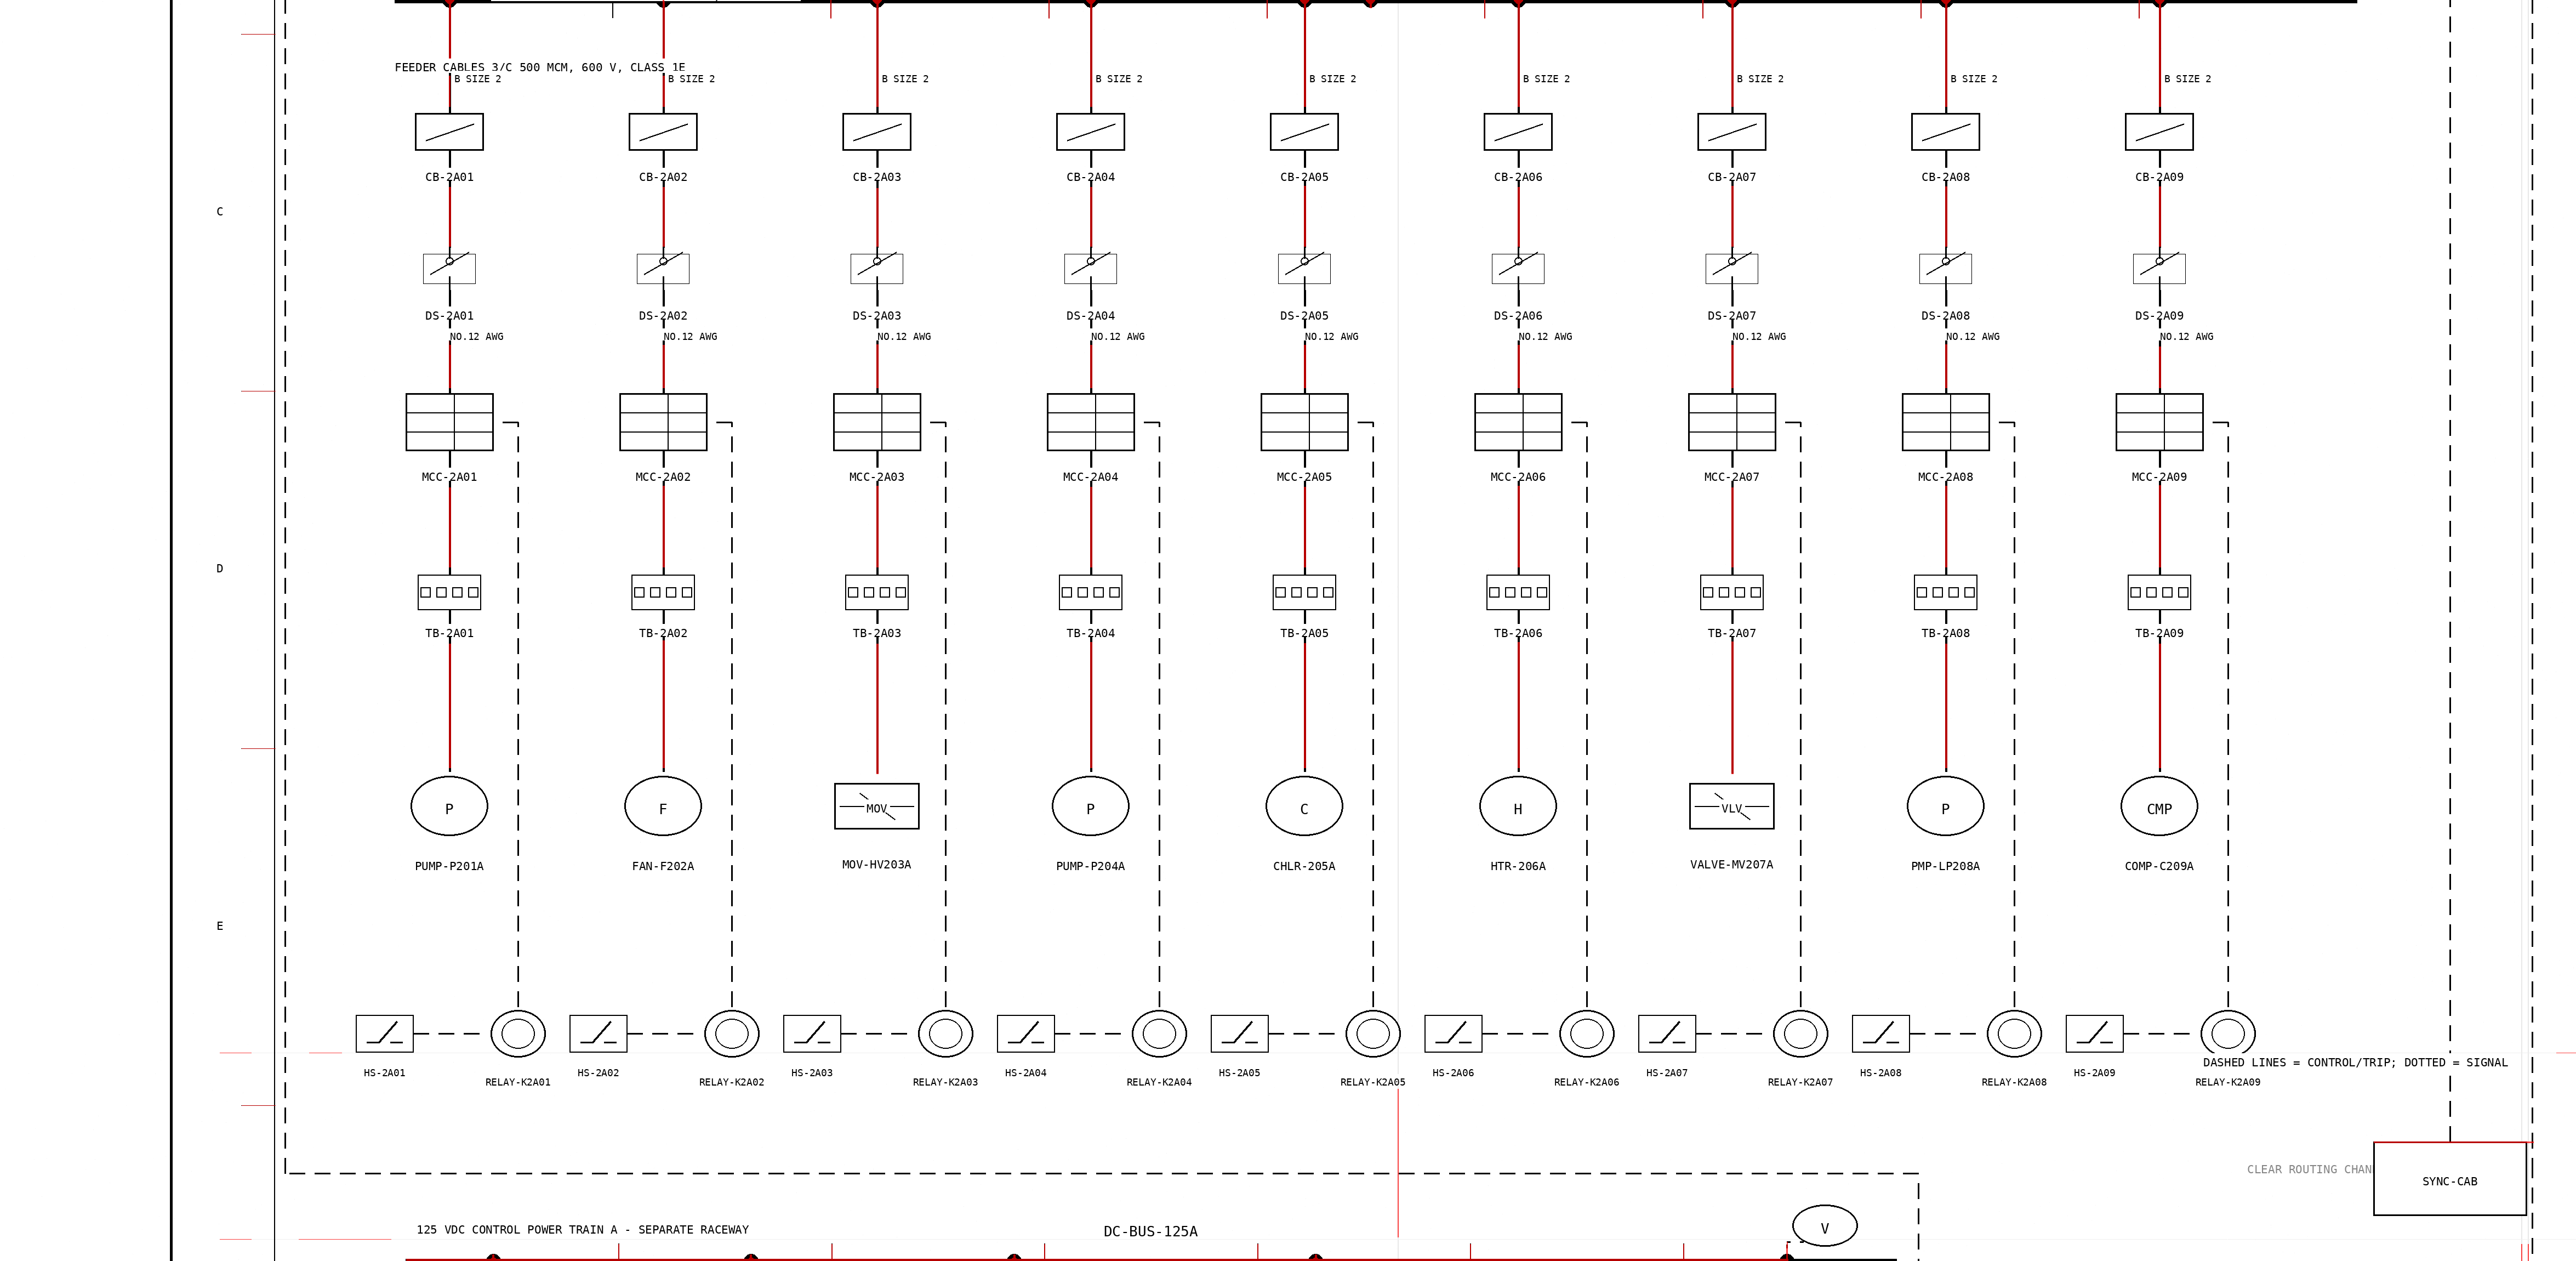 FEEDER CABLES 3/C 500 MCM, 600 V, CLASS 1E
B SIZE 2 B SIZE 2 B SIZE 2 B SIZE 2 B SIZE 2 B SIZE 2 B SIZE 2 B SIZE 2 B SIZE 2
CB-2A01 CB-2A02 CB-2A03 CB-2A04 CB-2A05 CB-2A06 CB-2A07 CB-2A08 CB-2A09
C
DS-2A01 DS-2A02 DS-2A03 DS-2A04 DS-2A05 DS-2A06 DS-2A07 DS-2A08 DS-2A09
NO.12 AWG NO.12 AWG NO.12 AWG NO.12 AWG NO.12 AWG NO.12 AWG NO.12 AWG NO.12 AWG NO.12 AWG
MCC-2A01 MCC-2A02 MCC-2A03 MCC-2A04 MCC-2A05 MCC-2A06 MCC-2A07 MCC-2A08 MCC-2A09
D
TB-2A01 TB-2A02 TB-2A03 TB-2A04 TB-2A05 TB-2A06 TB-2A07 TB-2A08 TB-2A09
P F MOV P C H VLV P CMP
PUMP-P201A FAN-F202A MOV-HV203A PUMP-P204A CHLR-205A HTR-206A VALVE-MV207A PMP-LP208A COMP-C209A
E
DASHED LINES = CONTROL/TRIP; DOTTED = SIGNAL
HS-2A01 HS-2A02 HS-2A03 HS-2A04 HS-2A05 HS-2A06 HS-2A07 HS-2A08 HS-2A09
RELAY-K2A01 RELAY-K2A02 RELAY-K2A03 RELAY-K2A04 RELAY-K2A05 RELAY-K2A06 RELAY-K2A07 RELAY-K2A08 RELAY-K2A09
CLEAR ROUTING CHAN
SYNC-CAB
125 VDC CONTROL POWER TRAIN A - SEPARATE RACEWAY
DC-BUS-125A
V